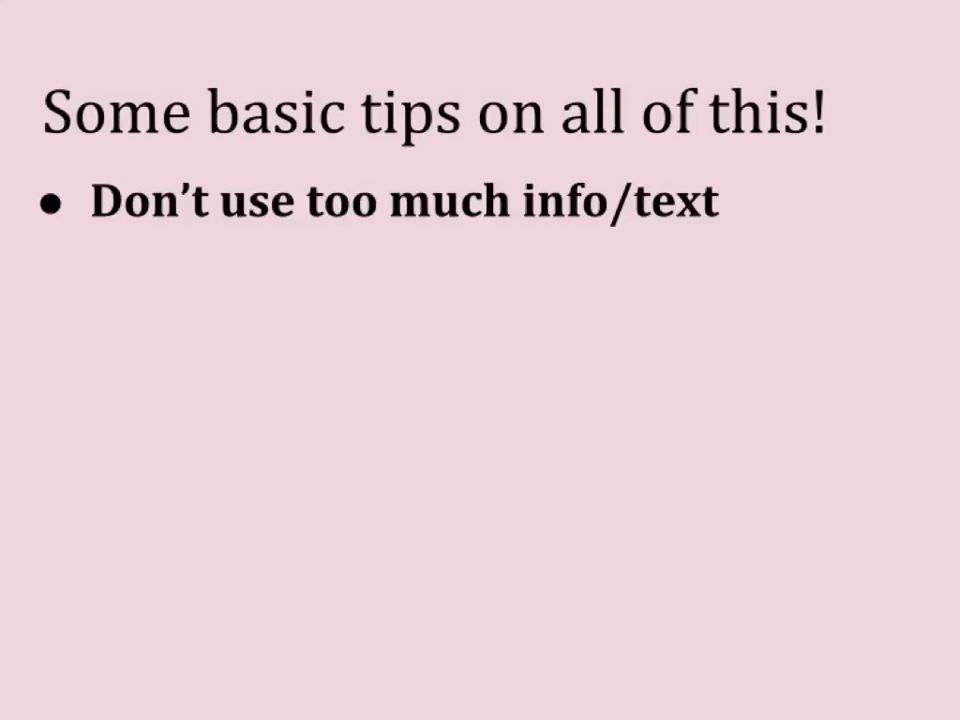 Some basic tips on all of this!
● Don’t use too much info/text